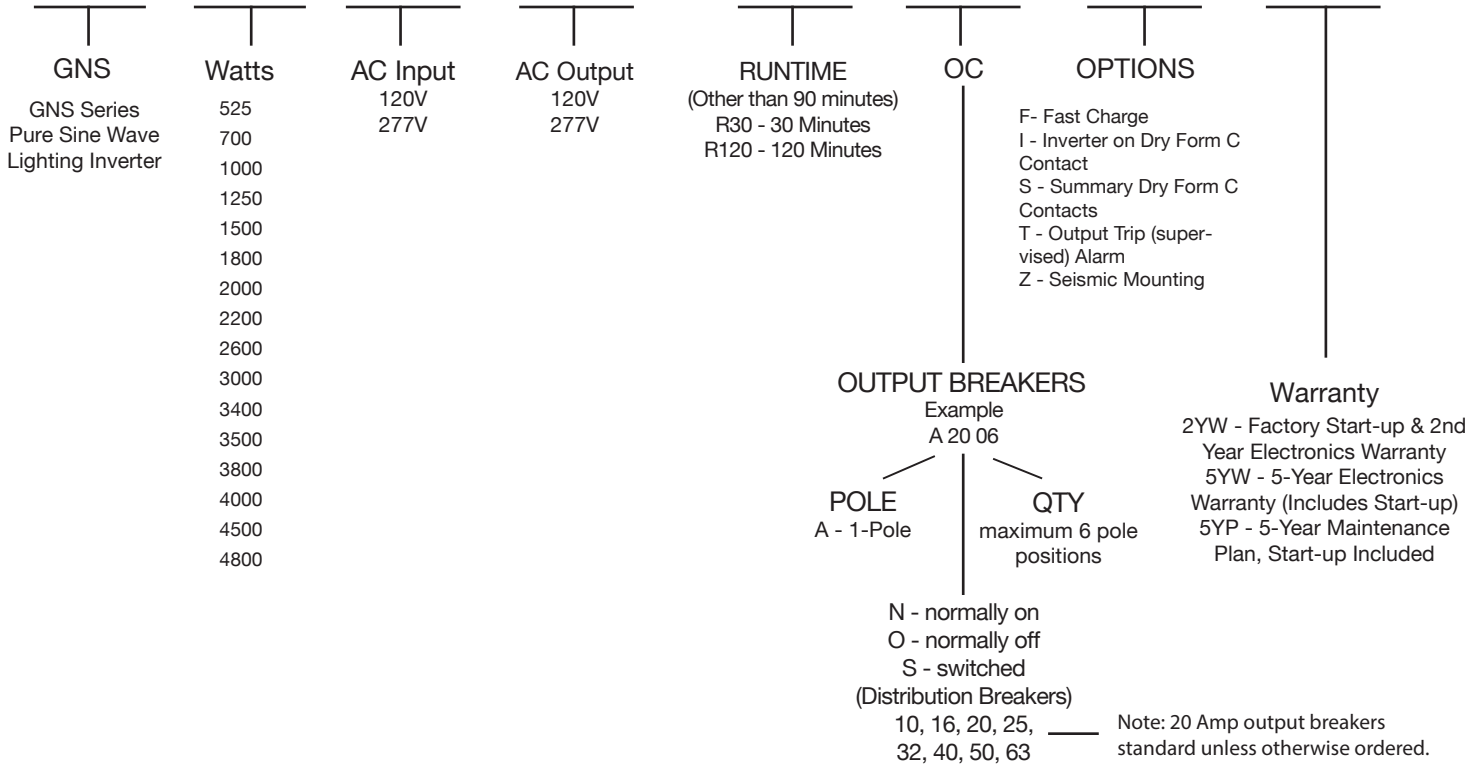 GNS
GNS Series
Pure Sine Wave
Lighting Inverter
Watts
525
700
1000
1250
1500
1800
2000
2200
2600
3000
3400
3500
3800
4000
4500
4800
AC Input
120V
277V
AC Output
120V
277V
RUNTIME
(Other than 90 minutes)
R30 - 30 Minutes
R120 - 120 Minutes
OC
OUTPUT BREAKERS
Example
A 20 06
POLE
A - 1-Pole
QTY
maximum 6 pole
positions
N - normally on
O - normally off
S - switched
(Distribution Breakers)
10, 16, 20, 25,
32, 40, 50, 63
Note: 20 Amp output breakers
standard unless otherwise ordered.
OPTIONS
F- Fast Charge
I - Inverter on Dry Form C
Contact
S - Summary Dry Form C
Contacts
T - Output Trip (super-
vised) Alarm
Z - Seismic Mounting
Warranty
2YW - Factory Start-up & 2nd
Year Electronics Warranty
5YW - 5-Year Electronics
Warranty (Includes Start-up)
5YP - 5-Year Maintenance
Plan, Start-up Included